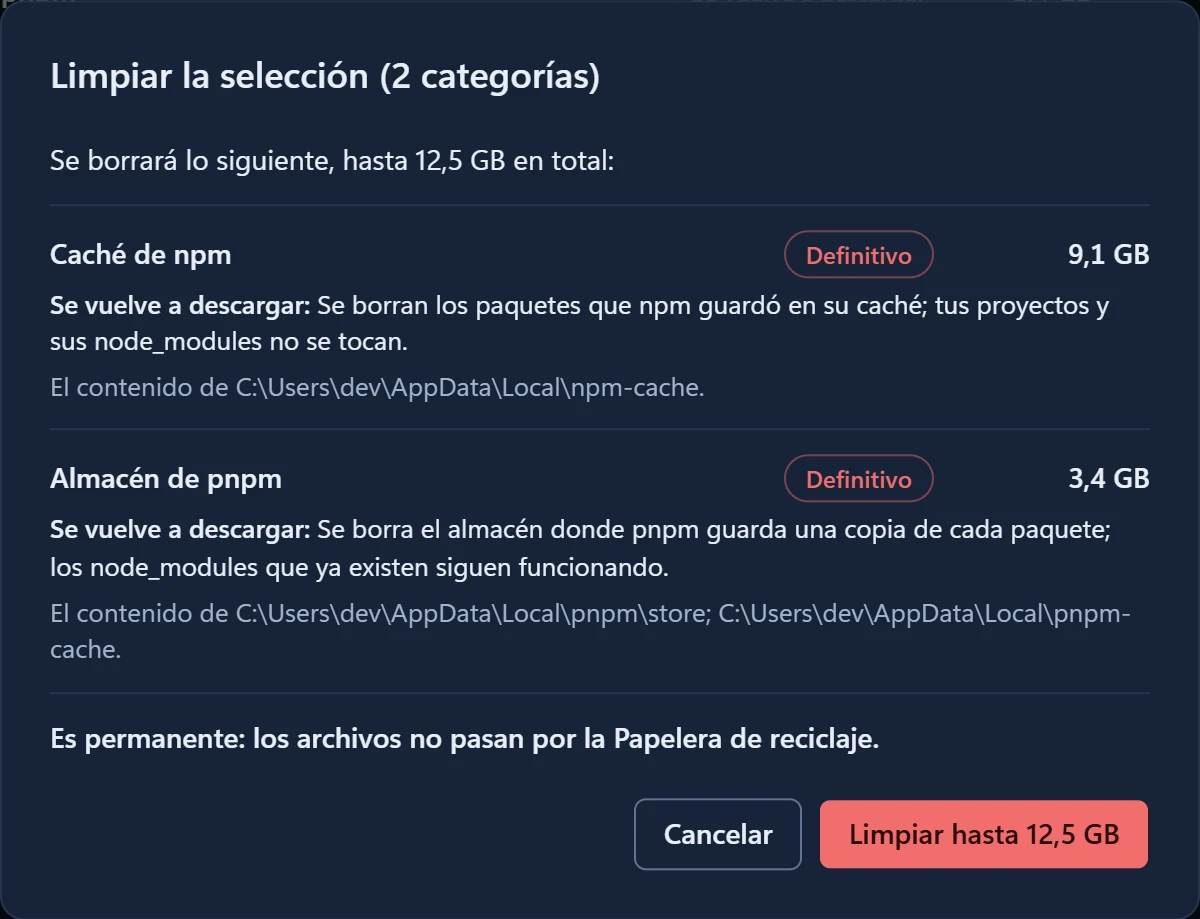 Limpiar la selección (2 categorías)
Se borrará lo siguiente, hasta 12,5 GB en total:
Caché de npm Definitivo 9,1 GB
Se vuelve a descargar: Se borran los paquetes que npm guardó en su caché; tus proyectos y
sus node_modules no se tocan.
El contenido de C:\Users\dev\AppData\Local\npm-cache.
Almacén de pnpm Definitivo 3,4 GB
Se vuelve a descargar: Se borra el almacén donde pnpm guarda una copia de cada paquete;
los node_modules que ya existen siguen funcionando.
El contenido de C:\Users\dev\AppData\Local\pnpm\store; C:\Users\dev\AppData\Local\pnpm-
cache.
Es permanente: los archivos no pasan por la Papelera de reciclaje.
Cancelar Limpiar hasta 12,5 GB